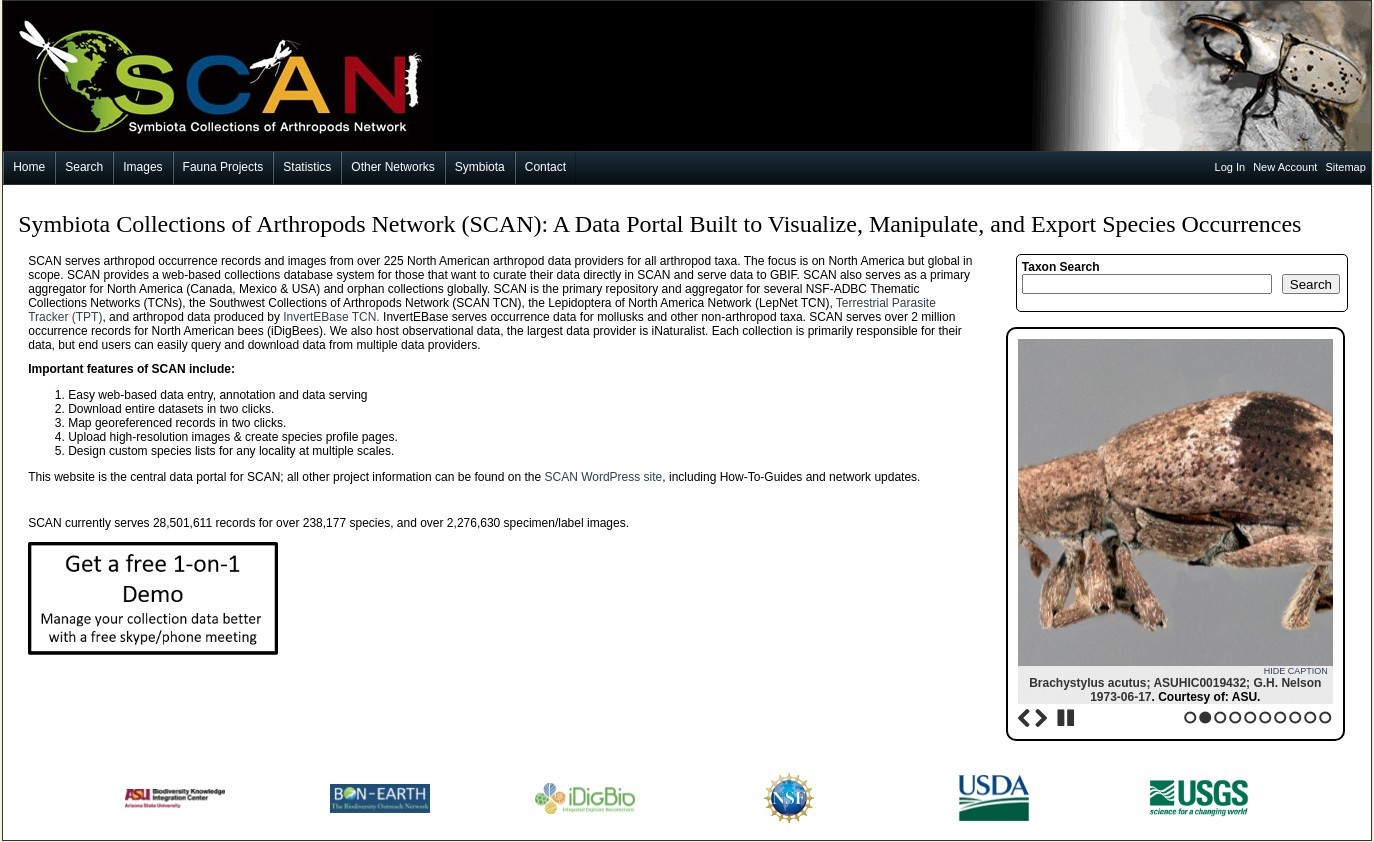 SCAN
Symbiota Collections of Arthropods Network
Home Search Images Fauna Projects Statistics Other Networks Symbiota Contact Log In New Account Sitemap
Symbiota Collections of Arthropods Network (SCAN): A Data Portal Built to Visualize, Manipulate, and Export Species Occurrences
SCAN serves arthropod occurrence records and images from over 225 North American arthropod data providers for all arthropod taxa. The focus is on North America but global in
scope. SCAN provides a web-based collections database system for those that want to curate their data directly in SCAN and serve data to GBIF. SCAN also serves as a primary
aggregator for North America (Canada, Mexico & USA) and orphan collections globally. SCAN is the primary repository and aggregator for several NSF-ADBC Thematic
Collections Networks (TCNs), the Southwest Collections of Arthropods Network (SCAN TCN), the Lepidoptera of North America Network (LepNet TCN), Terrestrial Parasite
Tracker (TPT), and arthropod data produced by InvertEBase TCN. InvertEBase serves occurrence data for mollusks and other non-arthropod taxa. SCAN serves over 2 million
occurrence records for North American bees (iDigBees). We also host observational data, the largest data provider is iNaturalist. Each collection is primarily responsible for their
data, but end users can easily query and download data from multiple data providers.
Important features of SCAN include:
1. Easy web-based data entry, annotation and data serving
2. Download entire datasets in two clicks.
3. Map georeferenced records in two clicks.
4. Upload high-resolution images & create species profile pages.
5. Design custom species lists for any locality at multiple scales.
This website is the central data portal for SCAN; all other project information can be found on the SCAN WordPress site, including How-To-Guides and network updates.
SCAN currently serves 28,501,611 records for over 238,177 species, and over 2,276,630 specimen/label images.
Get a free 1-on-1
Demo
Manage your collection data better
with a free skype/phone meeting
Taxon Search
Search
HIDE CAPTION
Brachystylus acutus; ASUHIC0019432; G.H. Nelson
1973-06-17. Courtesy of: ASU.
ASU Biodiversity Knowledge
Integration Center
Arizona State University
BON-EARTH
The Biodiversity Outreach Network
iDigBio
Integrated Digitized Biocollections
NSF
USDA
USGS
science for a changing world